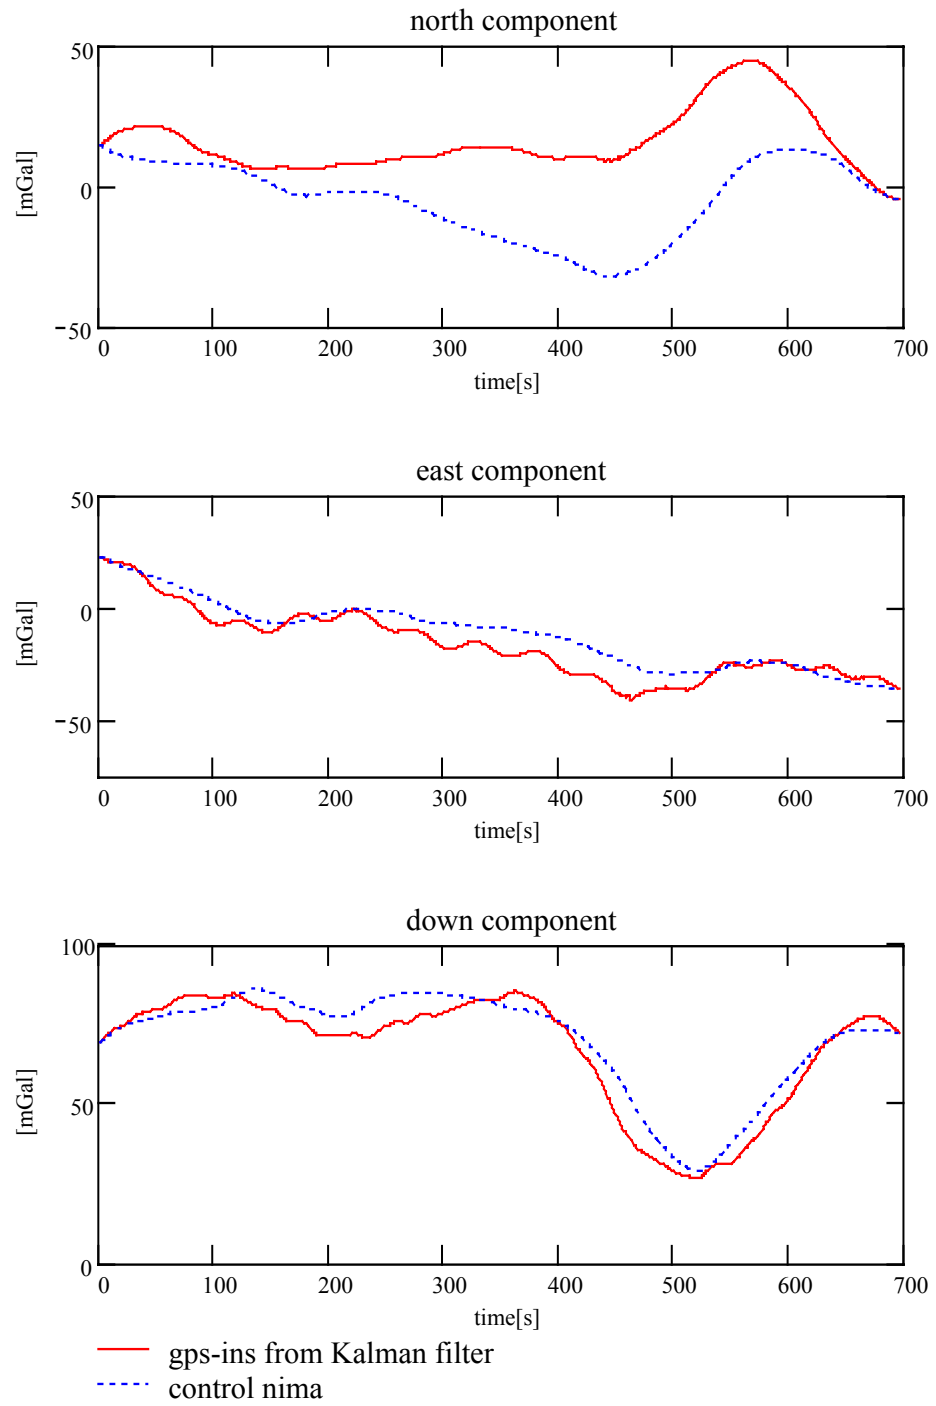 north component
50
0
−50
[mGal]
0 100 200 300 400 500 600 700
time[s]
east component
50
0
−50
[mGal]
0 100 200 300 400 500 600 700
time[s]
down component
100
50
0
[mGal]
0 100 200 300 400 500 600 700
time[s]
gps-ins from Kalman filter
control nima